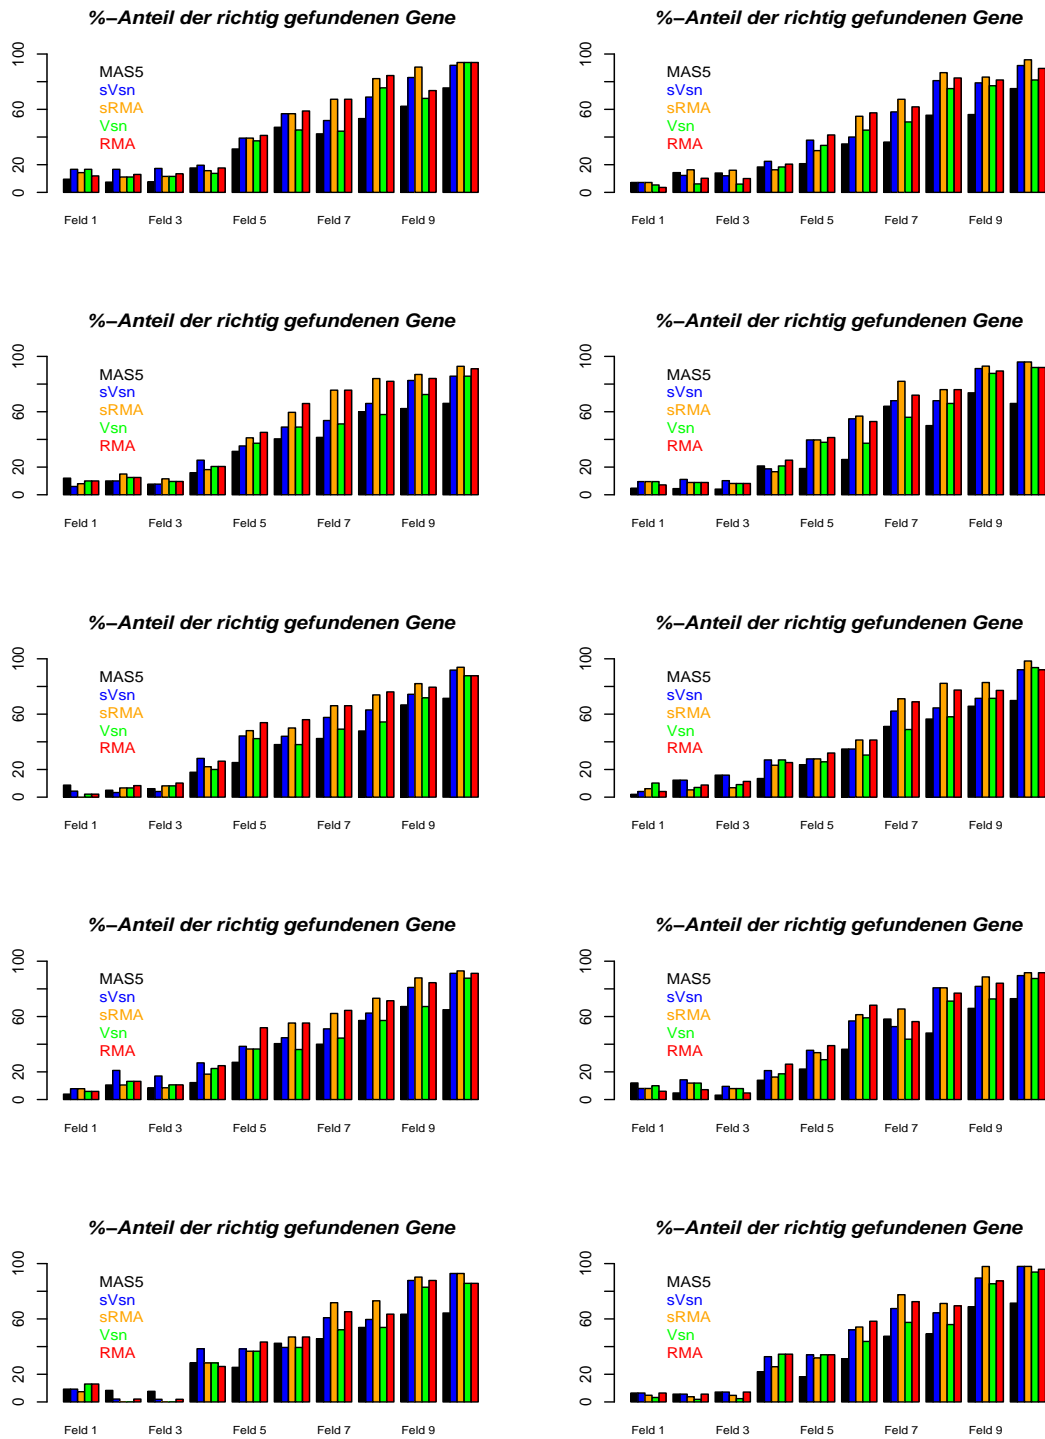 %−Anteil der richtig gefundenen Gene
100
60
20
0
MAS5
sVsn
sRMA
Vsn
RMA
Feld 1 Feld 3 Feld 5 Feld 7 Feld 9
%−Anteil der richtig gefundenen Gene
100
60
20
0
MAS5
sVsn
sRMA
Vsn
RMA
Feld 1 Feld 3 Feld 5 Feld 7 Feld 9
%−Anteil der richtig gefundenen Gene
100
60
20
0
MAS5
sVsn
sRMA
Vsn
RMA
Feld 1 Feld 3 Feld 5 Feld 7 Feld 9
%−Anteil der richtig gefundenen Gene
100
60
20
0
MAS5
sVsn
sRMA
Vsn
RMA
Feld 1 Feld 3 Feld 5 Feld 7 Feld 9
%−Anteil der richtig gefundenen Gene
100
60
20
0
MAS5
sVsn
sRMA
Vsn
RMA
Feld 1 Feld 3 Feld 5 Feld 7 Feld 9
%−Anteil der richtig gefundenen Gene
100
60
20
0
MAS5
sVsn
sRMA
Vsn
RMA
Feld 1 Feld 3 Feld 5 Feld 7 Feld 9
%−Anteil der richtig gefundenen Gene
100
60
20
0
MAS5
sVsn
sRMA
Vsn
RMA
Feld 1 Feld 3 Feld 5 Feld 7 Feld 9
%−Anteil der richtig gefundenen Gene
100
60
20
0
MAS5
sVsn
sRMA
Vsn
RMA
Feld 1 Feld 3 Feld 5 Feld 7 Feld 9
%−Anteil der richtig gefundenen Gene
100
60
20
0
MAS5
sVsn
sRMA
Vsn
RMA
Feld 1 Feld 3 Feld 5 Feld 7 Feld 9
%−Anteil der richtig gefundenen Gene
100
60
20
0
MAS5
sVsn
sRMA
Vsn
RMA
Feld 1 Feld 3 Feld 5 Feld 7 Feld 9